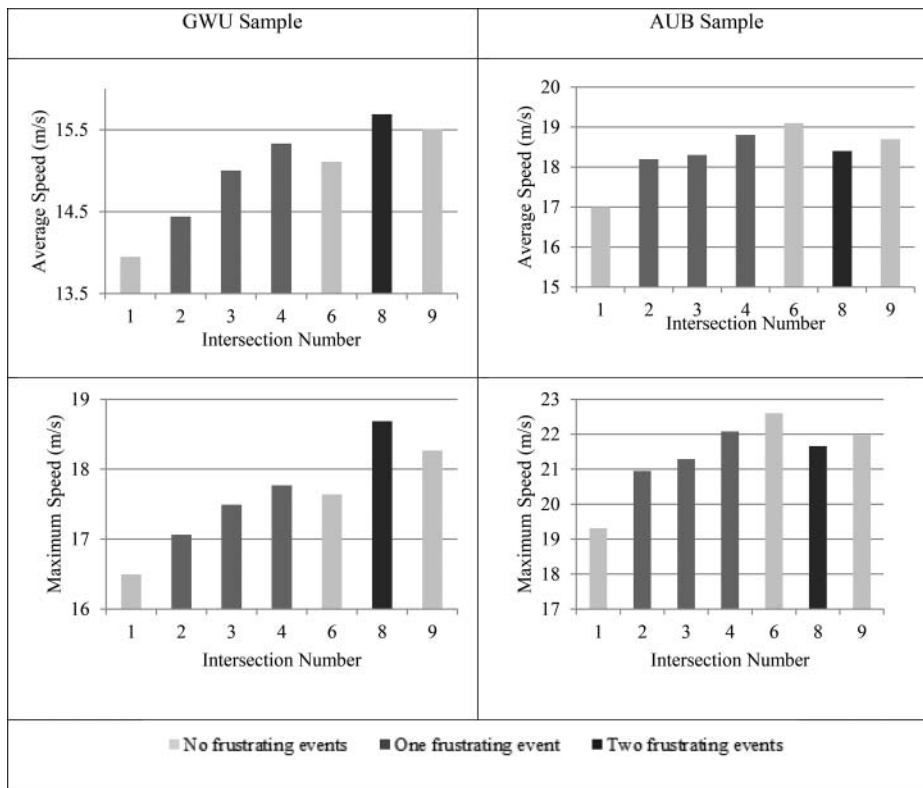 GWU Sample
AUB Sample
Average Speed (m/s)
15.5
14.5
13.5
1 2 3 4 6 8 9
Intersection Number
Average Speed (m/s)
20
19
18
17
16
15
1 2 3 4 6 8 9
Intersection Number
Maximum Speed (m/s)
19
18
17
16
1 2 3 4 6 8 9
Intersection Number
Maximum Speed (m/s)
23
22
21
20
19
18
17
1 2 3 4 6 8 9
Intersection Number
No frustrating events One frustrating event Two frustrating events